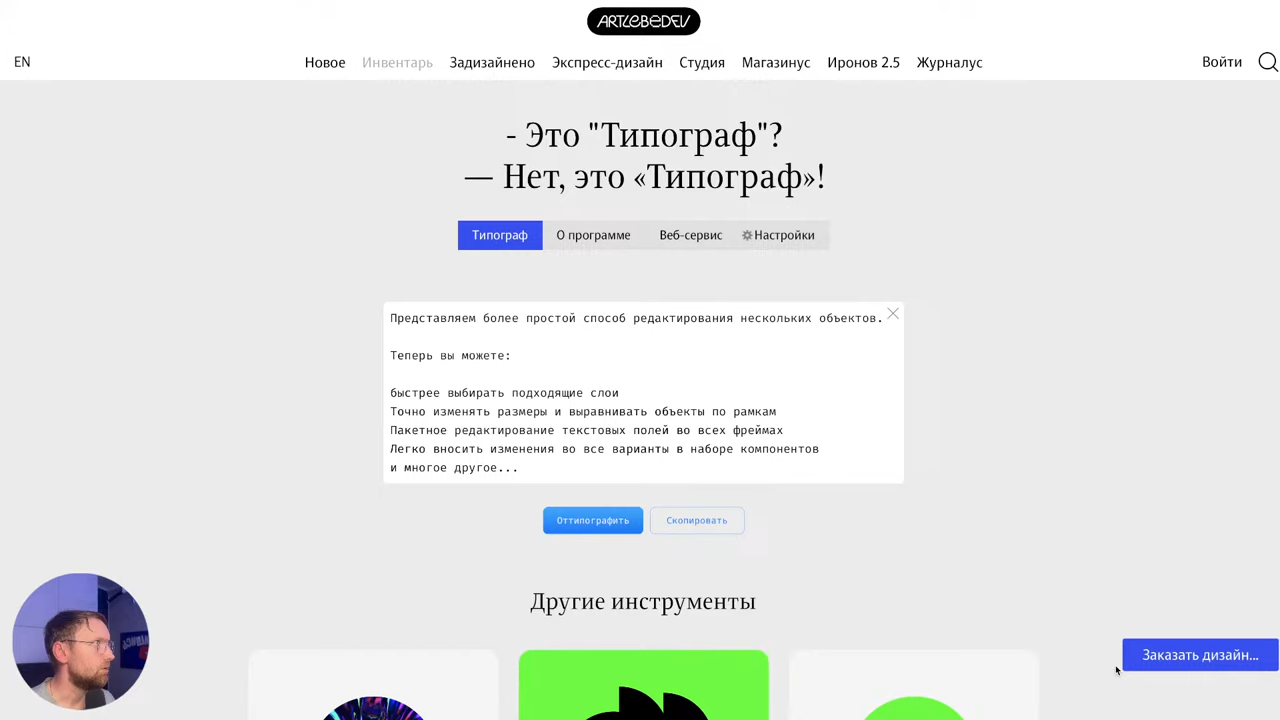 ARTLEBEDEV
EN
Новое Инвентарь Задизайнено Экспресс-дизайн Студия Магазинус Иронов 2.5 Журналус
Войти
- Это "Типограф"?
— Нет, это «Типограф»!
Типограф О программе Веб-сервис Настройки
Представляем более простой способ редактирования нескольких объектов.
Теперь вы можете:
быстрее выбирать подходящие слои
Точно изменять размеры и выравнивать объекты по рамкам
Пакетное редактирование текстовых полей во всех фреймах
Легко вносить изменения во все варианты в наборе компонентов
и многое другое...
Оттипографить Скопировать
Другие инструменты
Заказать дизайн...